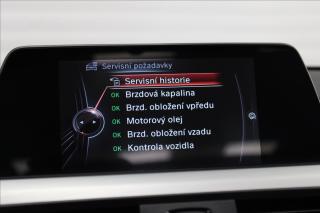 Servisní požadavky
Servisní historie
OK Brzdová kapalina
OK Brzd. obložení vpředu
OK Motorový olej
OK Brzd. obložení vzadu
OK Kontrola vozidla